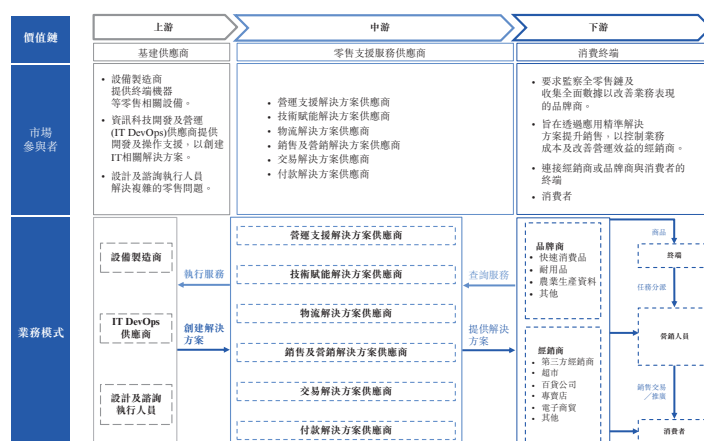 價值鏈
上游
中游
下游
基建供應商
零售支援服務供應商
消費終端
市場
參與者
• 設備製造商
提供終端機器
等零售相關設備。
• 資訊科技開發及營運
(IT DevOps)供應商提供
開發及操作支援，以創建
IT相關解決方案。
• 設計及諮詢執行人員
解決複雜的零售問題。
• 營運支援解決方案供應商
• 技術賦能解決方案供應商
• 物流解決方案供應商
• 銷售及營銷解決方案供應商
• 交易解決方案供應商
• 付款解決方案供應商
• 要求監察全零售鏈及
收集全面數據以改善業務表現
的品牌商。
• 旨在透過應用精準解決
方案提升銷售，以控制業務
成本及改善營運效益的經銷商。
• 連接經銷商或品牌商與消費者的
終端
• 消費者
業務模式
設備製造商
IT DevOps
供應商
設計及諮詢
執行人員
執行服務
創建解決
方案
營運支援解決方案供應商
技術賦能解決方案供應商
物流解決方案供應商
銷售及營銷解決方案供應商
交易解決方案供應商
付款解決方案供應商
查詢服務
提供解決
方案
品牌商
• 快速消費品
• 耐用品
• 農業生產資料
• 其他
經銷商
• 第三方經銷商
• 超市
• 百貨公司
• 專賣店
• 電子商貿
• 其他
商品
終端
任務分派
營銷人員
銷售交易
／推廣
消費者